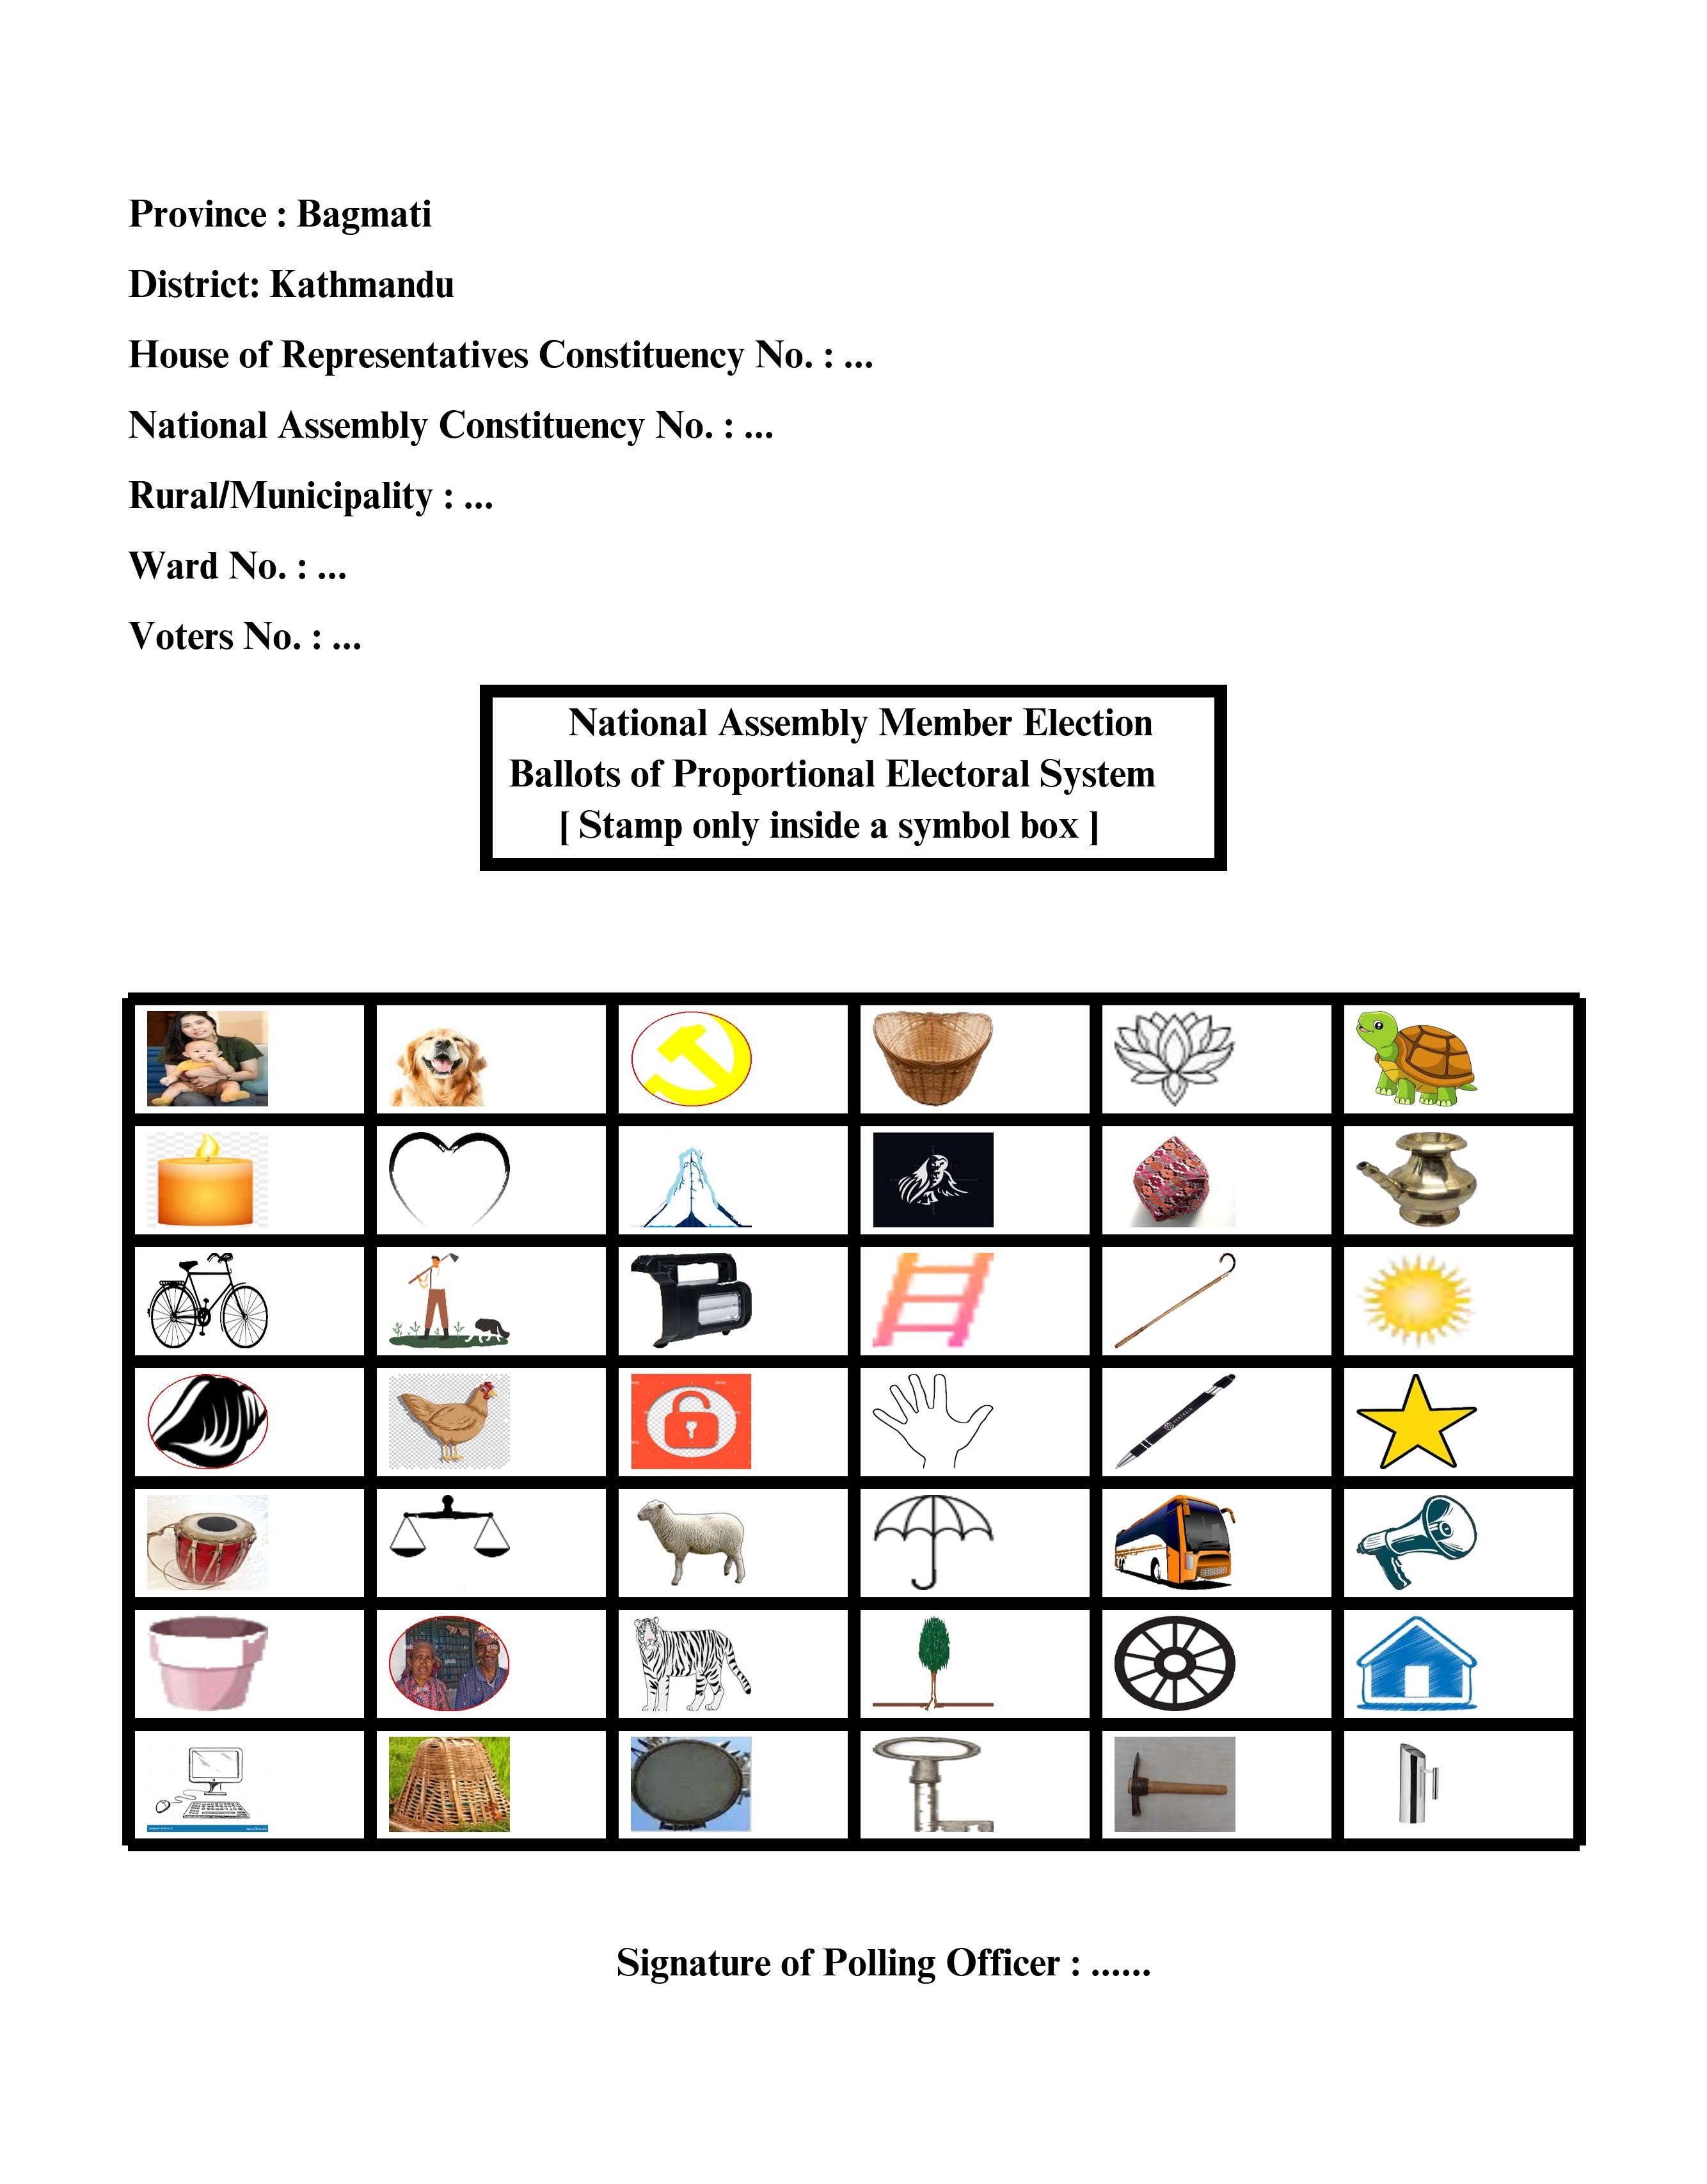 Province : Bagmati
District: Kathmandu
House of Representatives Constituency No. : ...
National Assembly Constituency No. : ...
Rural/Municipality : ...
Ward No. : ...
Voters No. : ...
National Assembly Member Election
Ballots of Proportional Electoral System
[ Stamp only inside a symbol box ]
Signature of Polling Officer : ......